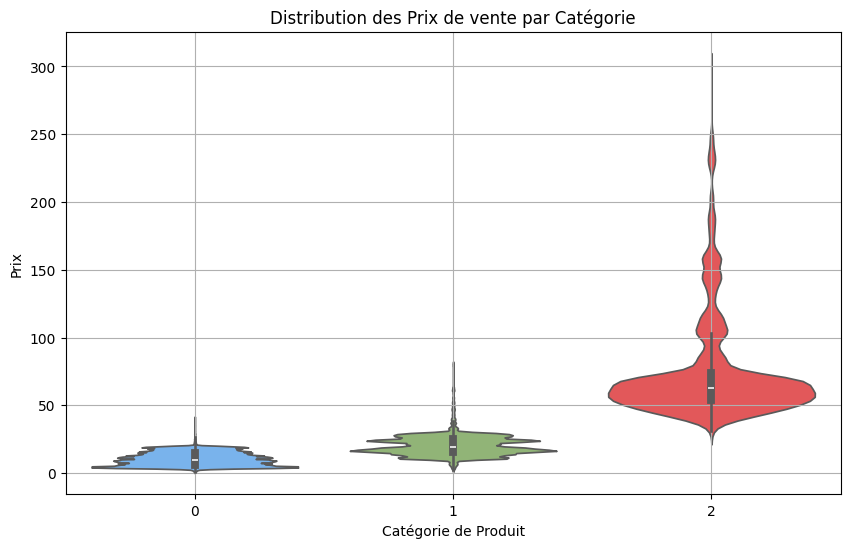 Distribution des Prix de vente par Catégorie
Prix
300
250
200
150
100
50
0
0 1 2
Catégorie de Produit